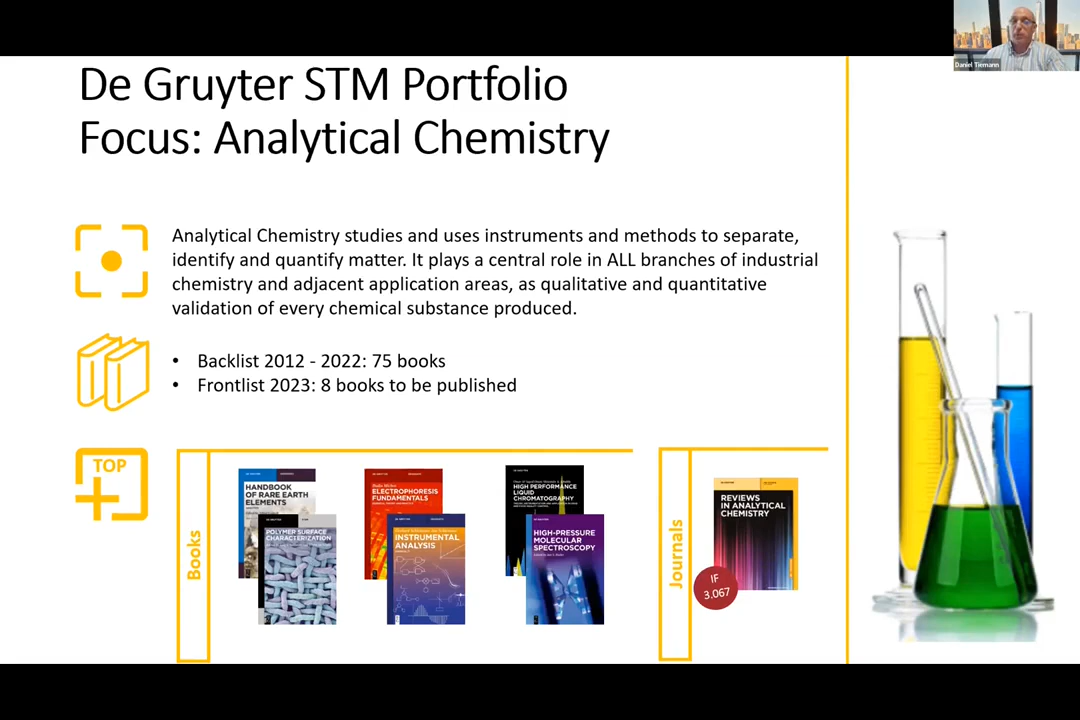 Daniel Tiemann
De Gruyter STM Portfolio
Focus: Analytical Chemistry
Analytical Chemistry studies and uses instruments and methods to separate,
identify and quantify matter. It plays a central role in ALL branches of industrial
chemistry and adjacent application areas, as qualitative and quantitative
validation of every chemical substance produced.
• Backlist 2012 - 2022: 75 books
• Frontlist 2023: 8 books to be published
TOP
Books
HANDBOOK
OF RARE EARTH
ELEMENTS
POLYMER SURFACE
CHARACTERIZATION
ELECTROPHORESIS
FUNDAMENTALS
INSTRUMENTAL
ANALYSIS
HIGH PERFORMANCE
LIQUID
CHROMATOGRAPHY
HIGH-PRESSURE
MOLECULAR
SPECTROSCOPY
Journals
REVIEWS
IN ANALYTICAL
CHEMISTRY
IF
3.067